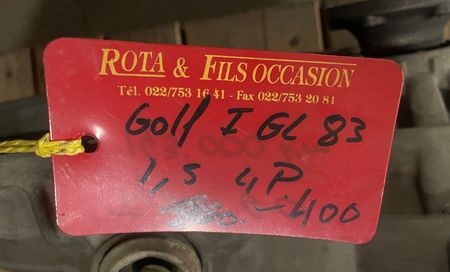 ROTA & FILS OCCASION
Tél. 022/753 16 41 - Fax 022/753 20 81
Golf I GL 83
1,5 4P.
400